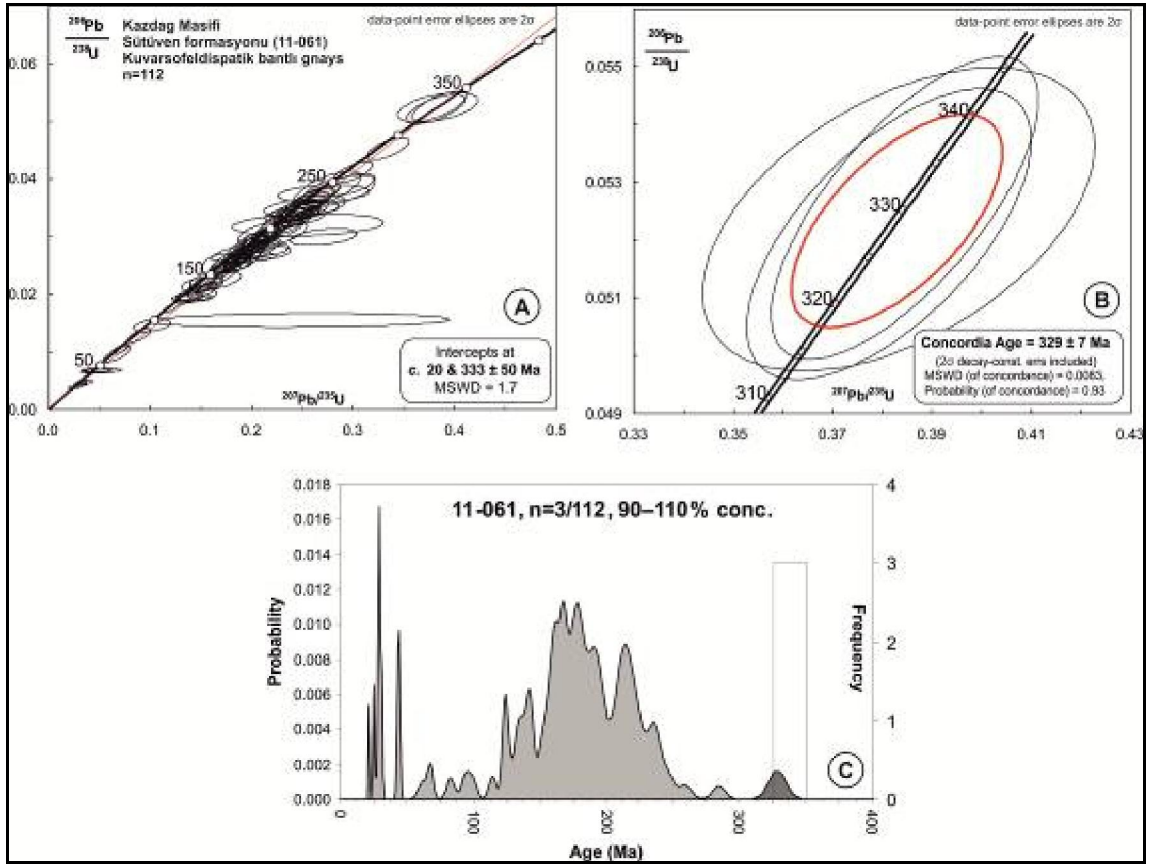 206Pb
238U
Kazdag Masifi
Sütüven formasyonu (11-061)
Kuvarsofeldispatik bantlı gnays
n=112
data-point error ellipses are 2σ
0.06
0.04
0.02
0.00
350
250
150
50
A
Intercepts at
c. 20 & 333 ± 50 Ma
MSWD = 1.7
207Pb/235U
0.0 0.1 0.2 0.3 0.4 0.5
data-point error ellipses are 2σ
206Pb
238U
0.055
0.053
0.051
0.049
340
330
320
310
B
Concordia Age = 329 ± 7 Ma
(2σ decay-const. errs included)
MSWD (of concordance) = 0.0083,
Probability (of concordance) = 0.93
207Pb/235U
0.33 0.35 0.37 0.39 0.41 0.43
11-061, n=3/112, 90–110% conc.
Probability
0.018
0.016
0.014
0.012
0.010
0.008
0.006
0.004
0.002
0.000
Frequency
4
3
2
1
0
C
0 100 200 300 400
Age (Ma)